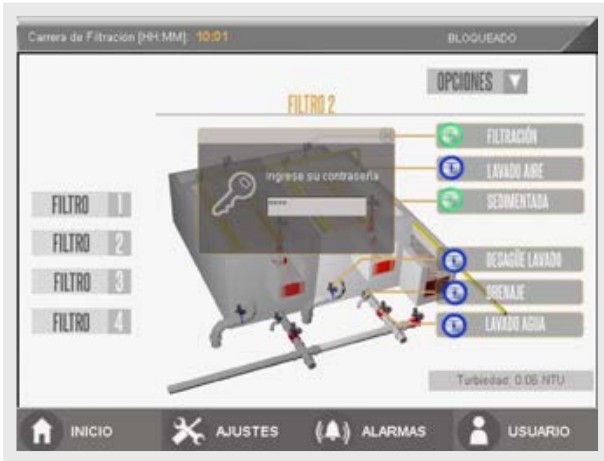 Carrera de Filtración [HH:MM]: 10:01
BLOQUEADO
OPCIONES
FILTRO 2
FILTRACIÓN
LAVADO AIRE
SEDIMENTADA
Ingrese su contraseña
****
FILTRO 1
FILTRO 2
FILTRO 3
FILTRO 4
DESAGÜE LAVADO
DRENAJE
LAVADO AGUA
Turbiedad: 0.05 NTU
INICIO
AJUSTES
ALARMAS
USUARIO